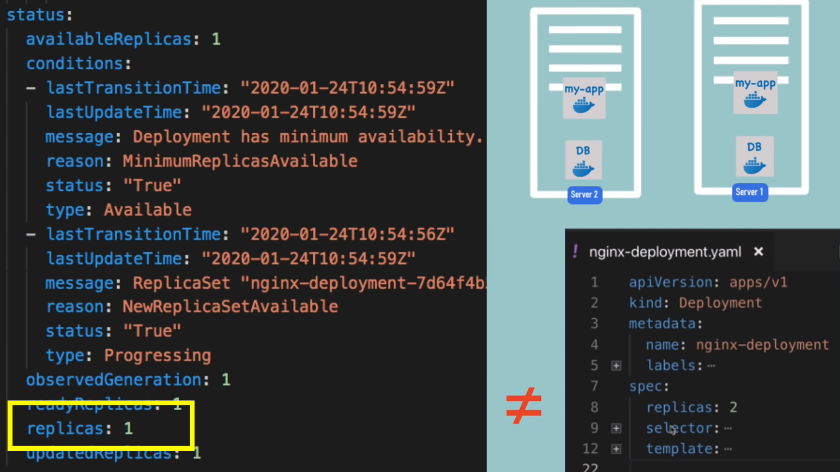 status:
availableReplicas: 1
conditions:
- lastTransitionTime: "2020-01-24T10:54:59Z"
lastUpdateTime: "2020-01-24T10:54:59Z"
message: Deployment has minimum availability.
reason: MinimumReplicasAvailable
status: "True"
type: Available
- lastTransitionTime: "2020-01-24T10:54:56Z"
lastUpdateTime: "2020-01-24T10:54:59Z"
message: ReplicaSet "nginx-deployment-7d64f4b
reason: NewReplicaSetAvailable
status: "True"
type: Progressing
observedGeneration: 1
readyReplicas: 1
replicas: 1
updatedReplicas: 1
my-app
DB
Server 2
my-app
DB
Server 1
≠
! nginx-deployment.yaml ×
1 apiVersion: apps/v1
2 kind: Deployment
3 metadata:
4 name: nginx-deployment
5 labels:⋯
7 spec:
8 replicas: 2
9 selector:⋯
12 template:⋯
22